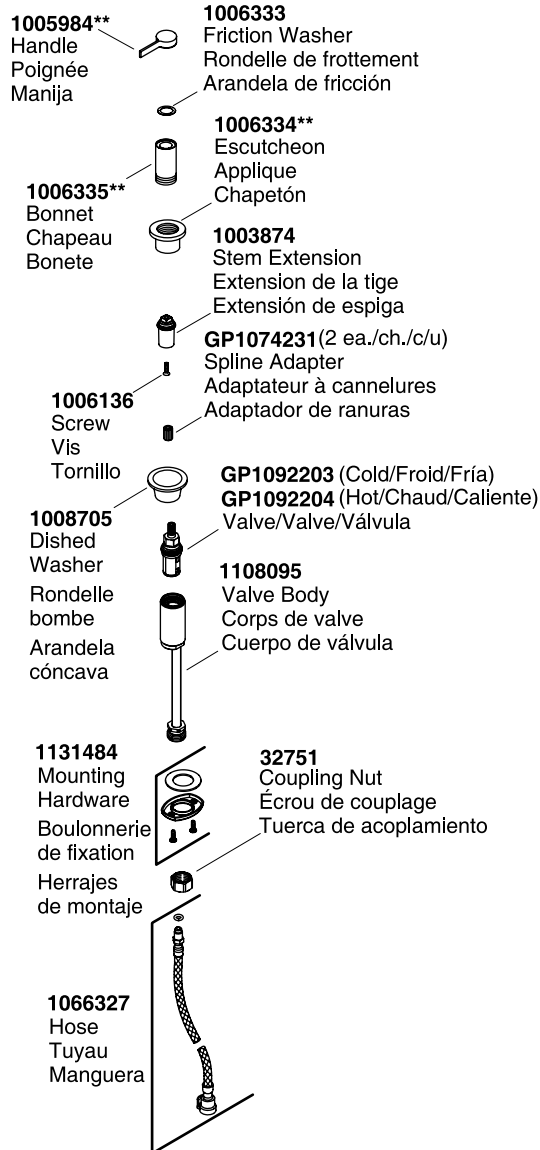 1005984**
Handle
Poignée
Manija
1006333
Friction Washer
Rondelle de frottement
Arandela de fricción
1006334**
Escutcheon
Applique
Chapetón
1006335**
Bonnet
Chapeau
Bonete
1003874
Stem Extension
Extension de la tige
Extensión de espiga
GP1074231(2 ea./ch./c/u)
Spline Adapter
Adaptateur à cannelures
Adaptador de ranuras
1006136
Screw
Vis
Tornillo
GP1092203 (Cold/Froid/Fría)
GP1092204 (Hot/Chaud/Caliente)
Valve/Valve/Válvula
1008705
Dished
Washer
Rondelle
bombe
Arandela
cóncava
1108095
Valve Body
Corps de valve
Cuerpo de válvula
1131484
Mounting
Hardware
Boulonnerie
de fixation
Herrajes
de montaje
32751
Coupling Nut
Écrou de couplage
Tuerca de acoplamiento
1066327
Hose
Tuyau
Manguera